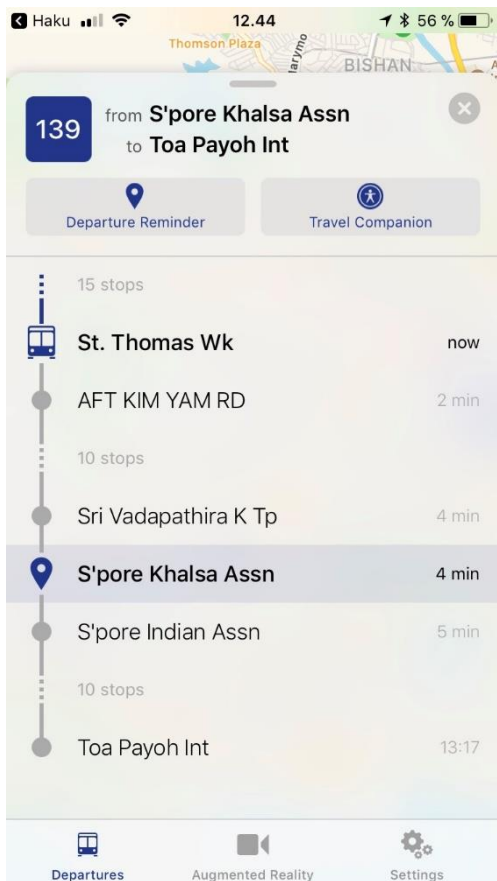 Haku 12.44 56 %
Thomson Plaza
Marymo
BISHAN
139 from S'pore Khalsa Assn
to Toa Payoh Int
Departure Reminder Travel Companion
15 stops
St. Thomas Wk now
AFT KIM YAM RD 2 min
10 stops
Sri Vadapathira K Tp 4 min
S'pore Khalsa Assn 4 min
S'pore Indian Assn 5 min
10 stops
Toa Payoh Int 13:17
Departures Augmented Reality Settings